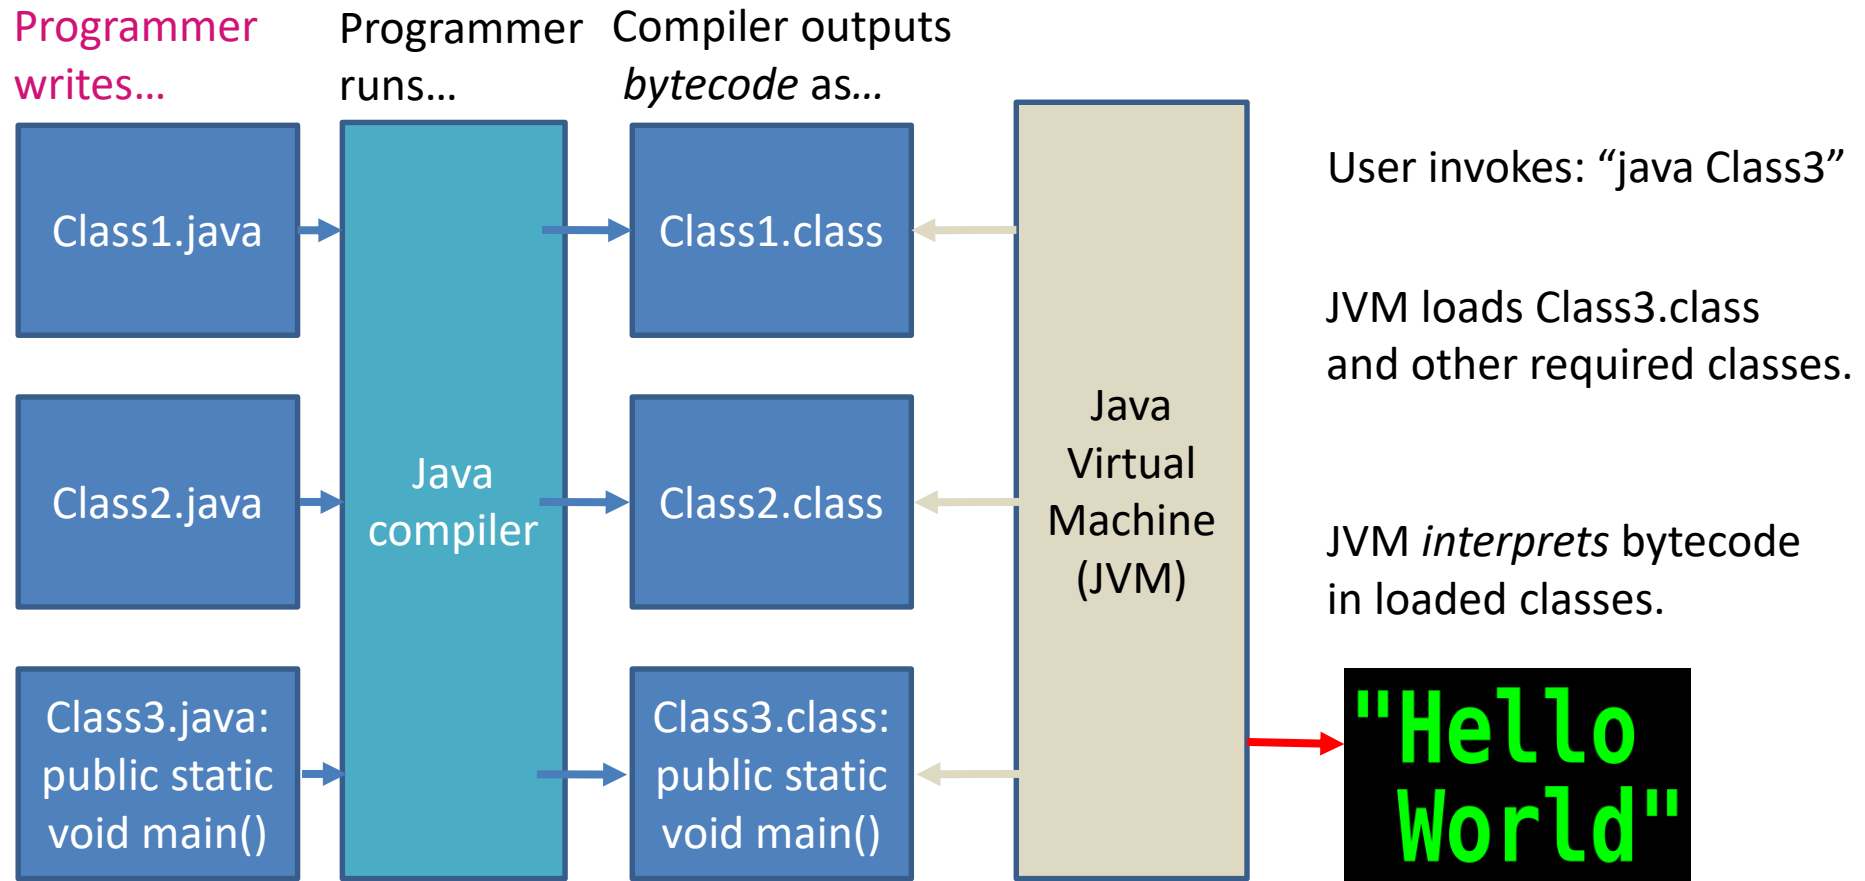 Programmer
writes…
Programmer
runs…
Compiler outputs
bytecode as…
Class1.java
Class2.java
Class3.java:
public static
void main()
Java
compiler
Class1.class
Class2.class
Class3.class:
public static
void main()
Java
Virtual
Machine
(JVM)
User invokes: “java Class3”
JVM loads Class3.class
and other required classes.
JVM interprets bytecode
in loaded classes.
"Hello
World"